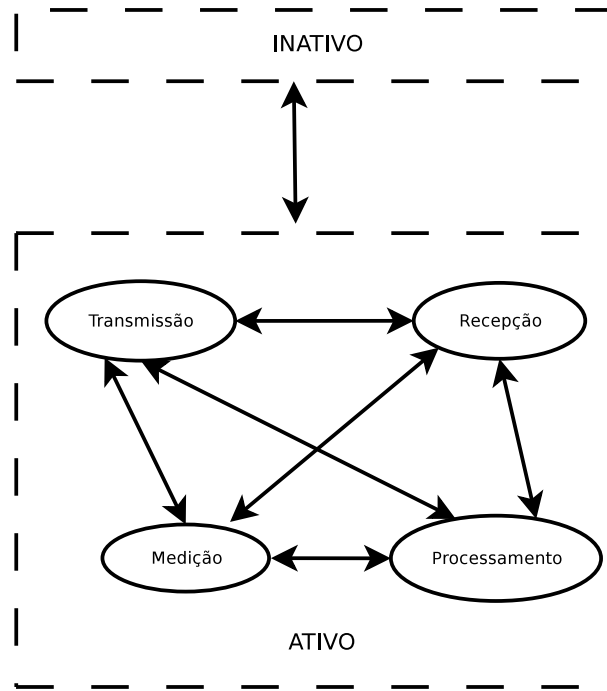 INATIVO
Transmissão
Recepção
Medição
Processamento
ATIVO